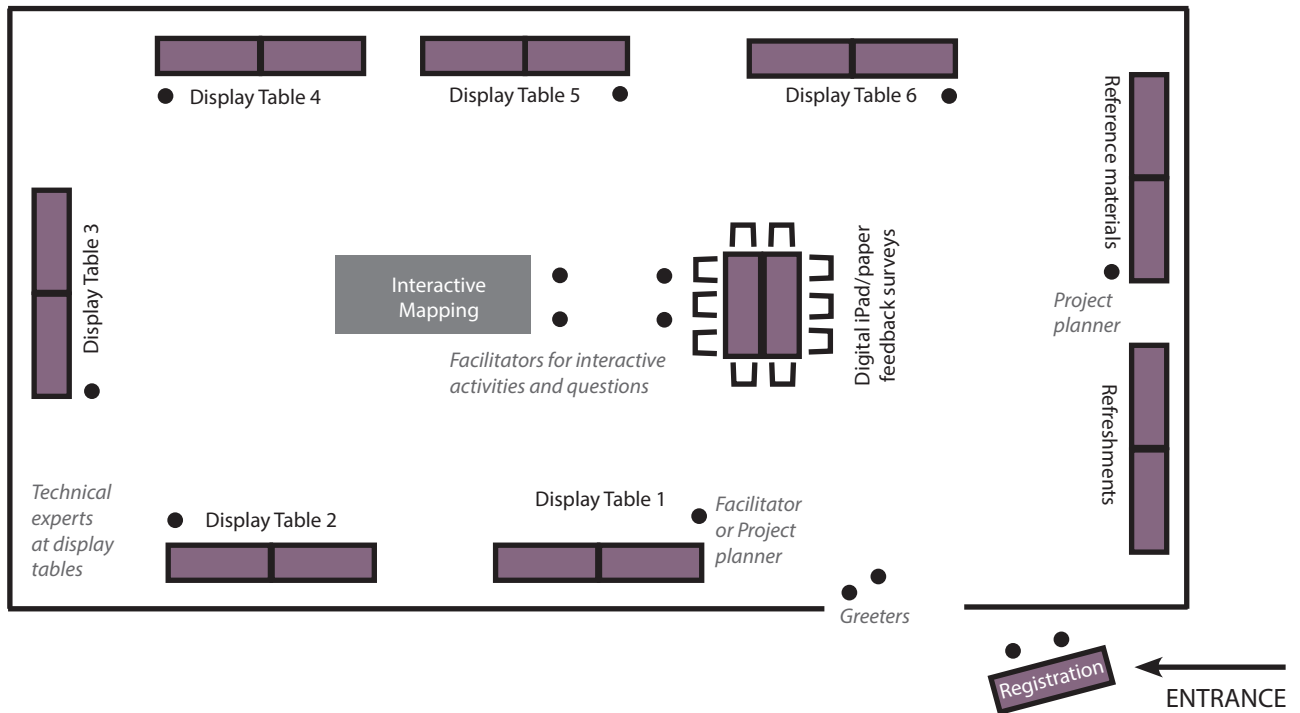 Display Table 4
Display Table 5
Display Table 6
Reference materials
Project
planner
Display Table 3
Interactive
Mapping
Facilitators for interactive
activities and questions
Digital iPad/paper
feedback surveys
Refreshments
Technical
experts
at display
tables
Display Table 2
Display Table 1
Facilitator
or Project
planner
Greeters
Registration
ENTRANCE